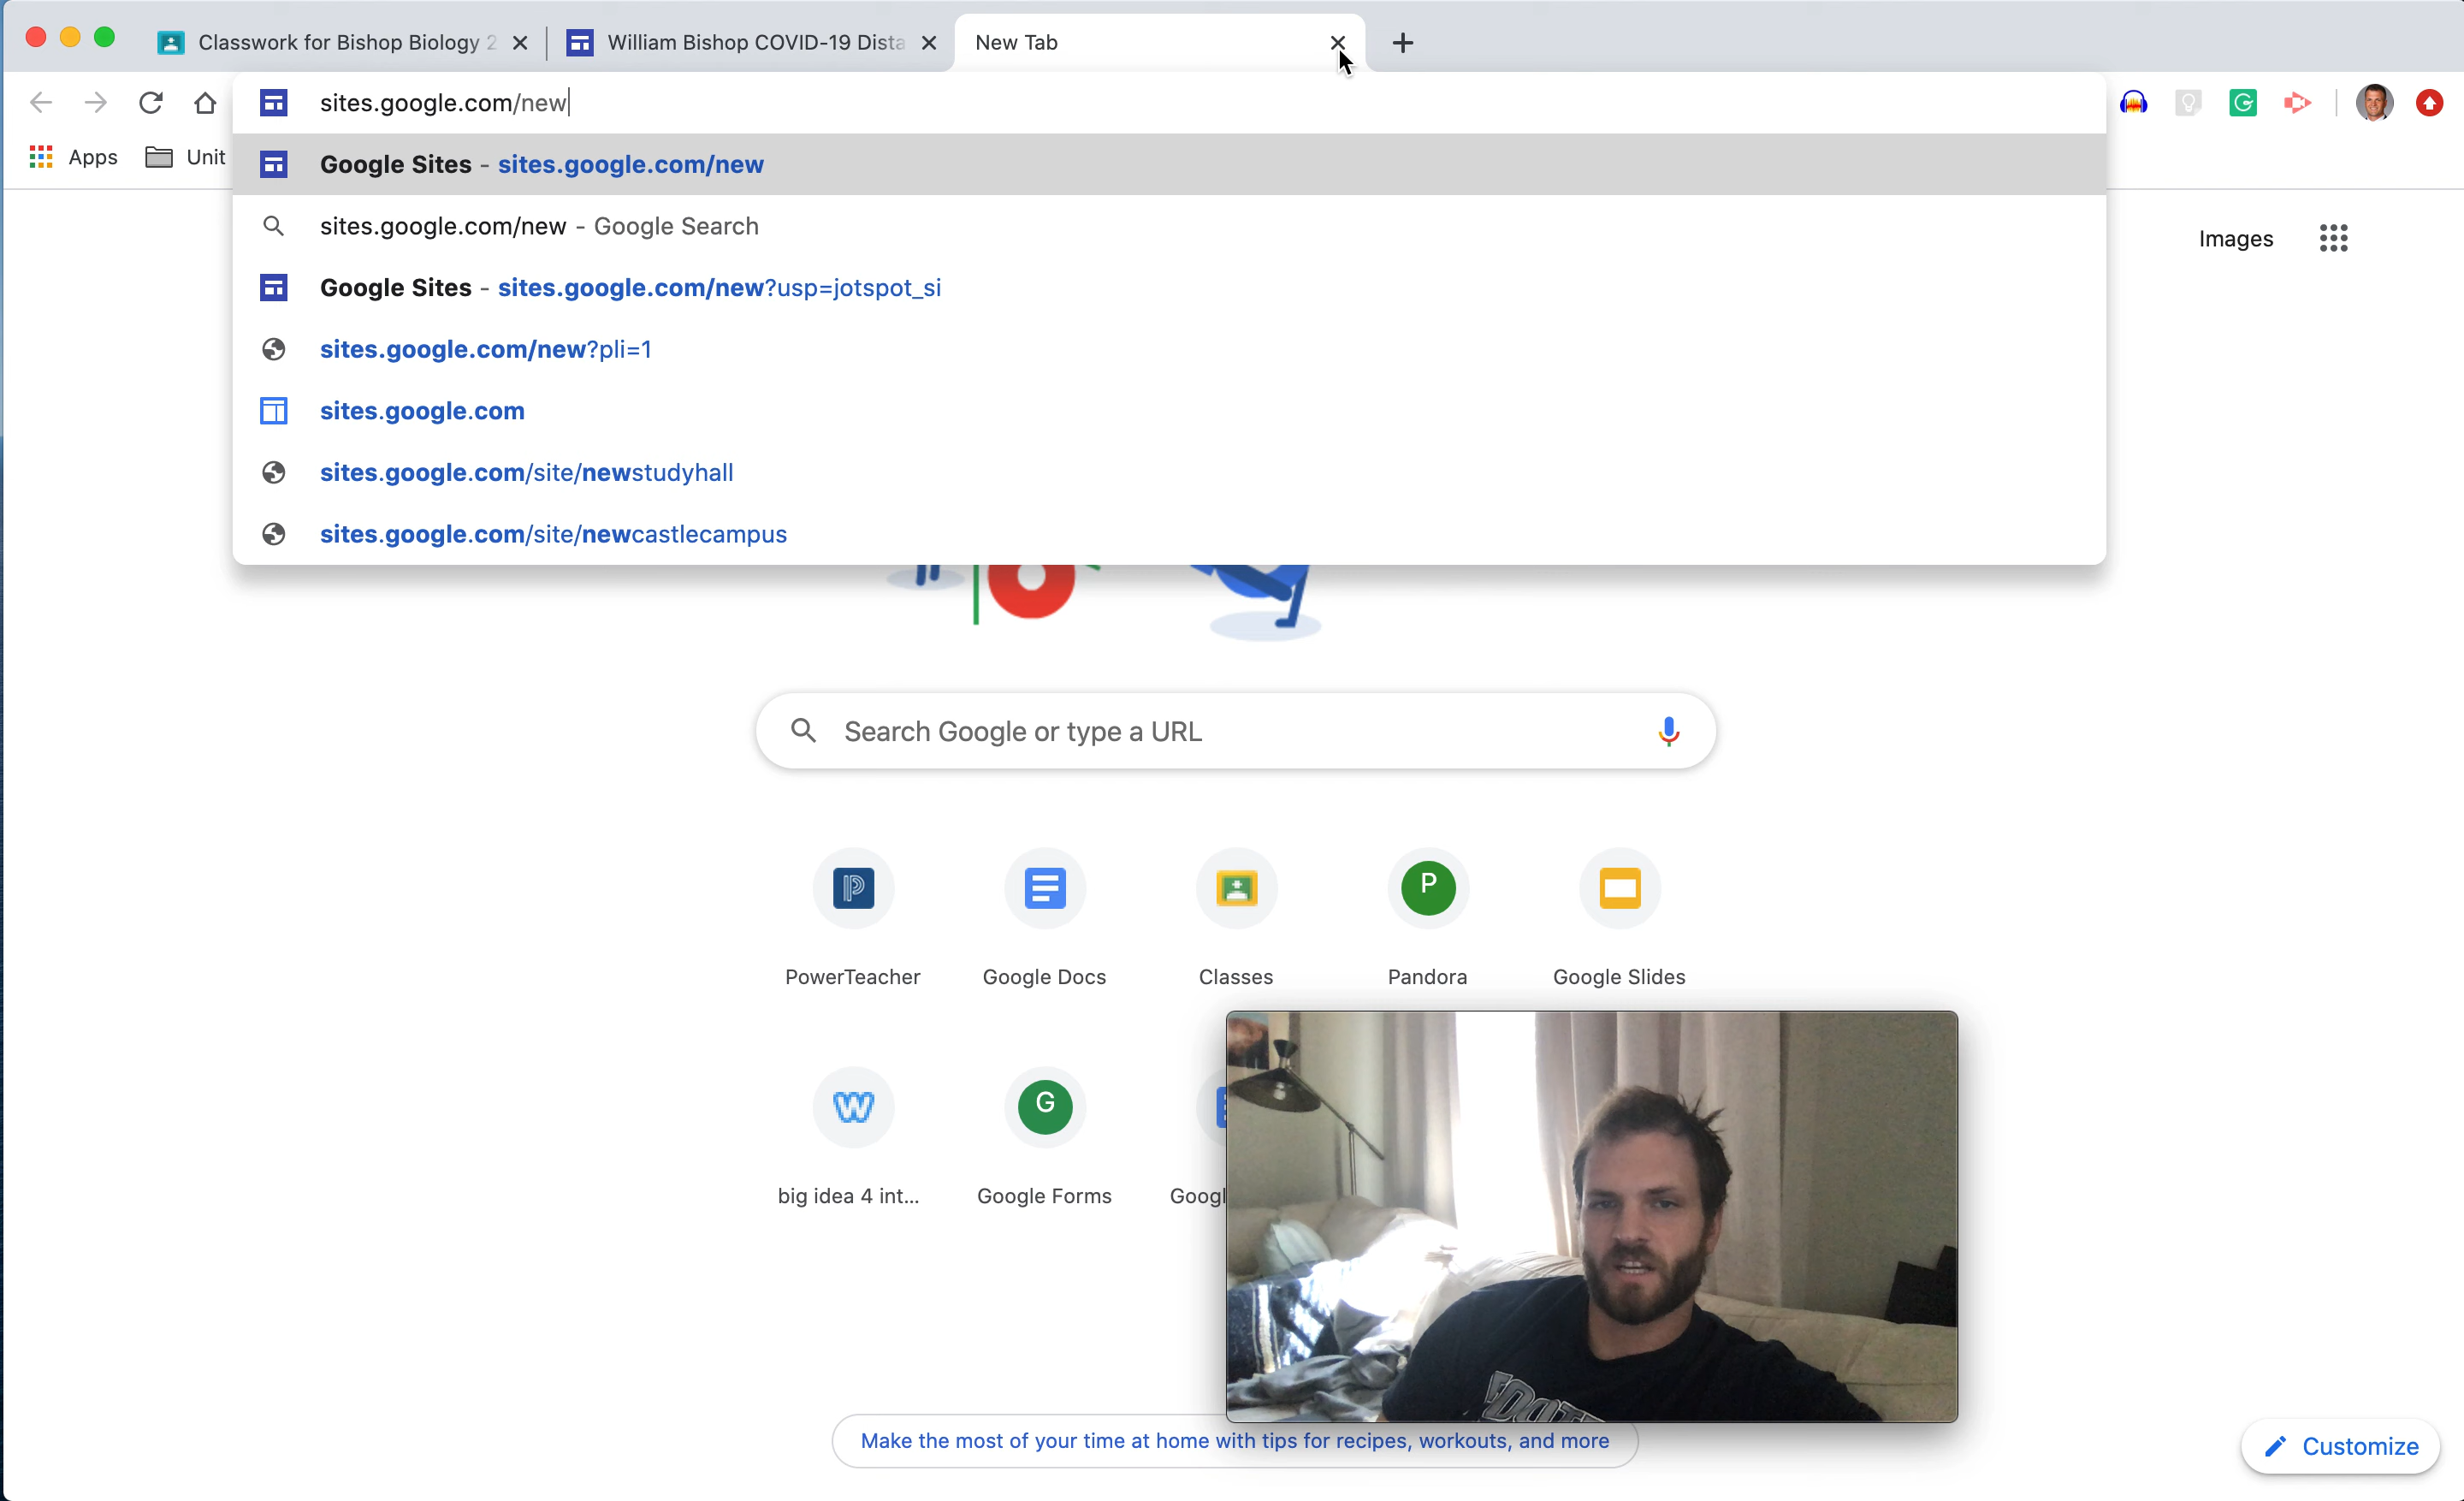 Classwork for Bishop Biology 2
William Bishop COVID-19 Dista
New Tab
sites.google.com/new
Apps
Unit
Google Sites - sites.google.com/new
sites.google.com/new - Google Search
Google Sites - sites.google.com/new?usp=jotspot_si
sites.google.com/new?pli=1
sites.google.com
sites.google.com/site/newstudyhall
sites.google.com/site/newcastlecampus
Images
Search Google or type a URL
P
PowerTeacher
Google Docs
Classes
Pandora
Google Slides
W
G
big idea 4 int...
Google Forms
Googl
Make the most of your time at home with tips for recipes, workouts, and more
Customize